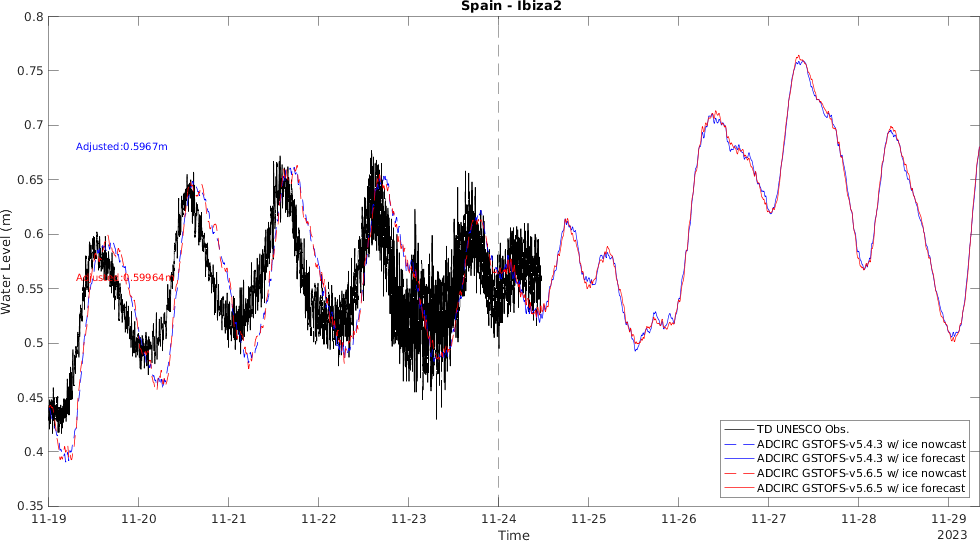 Spain - Ibiza2
0.8
0.75
0.7
0.65
0.6
0.55
0.5
0.45
0.4
0.35
Water Level (m)
Adjusted:0.5967m
Adjusted:0.59964m
TD UNESCO Obs.
ADCIRC GSTOFS-v5.4.3 w/ ice nowcast
ADCIRC GSTOFS-v5.4.3 w/ ice forecast
ADCIRC GSTOFS-v5.6.5 w/ ice nowcast
ADCIRC GSTOFS-v5.6.5 w/ ice forecast
11-19 11-20 11-21 11-22 11-23 11-24 11-25 11-26 11-27 11-28 11-29
Time
2023